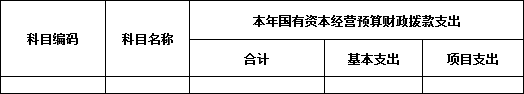 本年国有资本经营预算财政拨款支出
科目编码 科目名称
合计 基本支出 项目支出